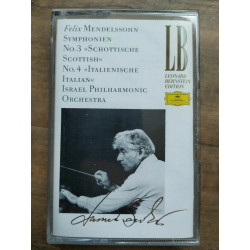 Felix Mendelssohn
Symphonien
No.3 »Schottische
Scottish«
No.4 »Italienische
Italian«
Israel Philharmonic
Orchestra
LB
LEONARD
BERNSTEIN
EDITION